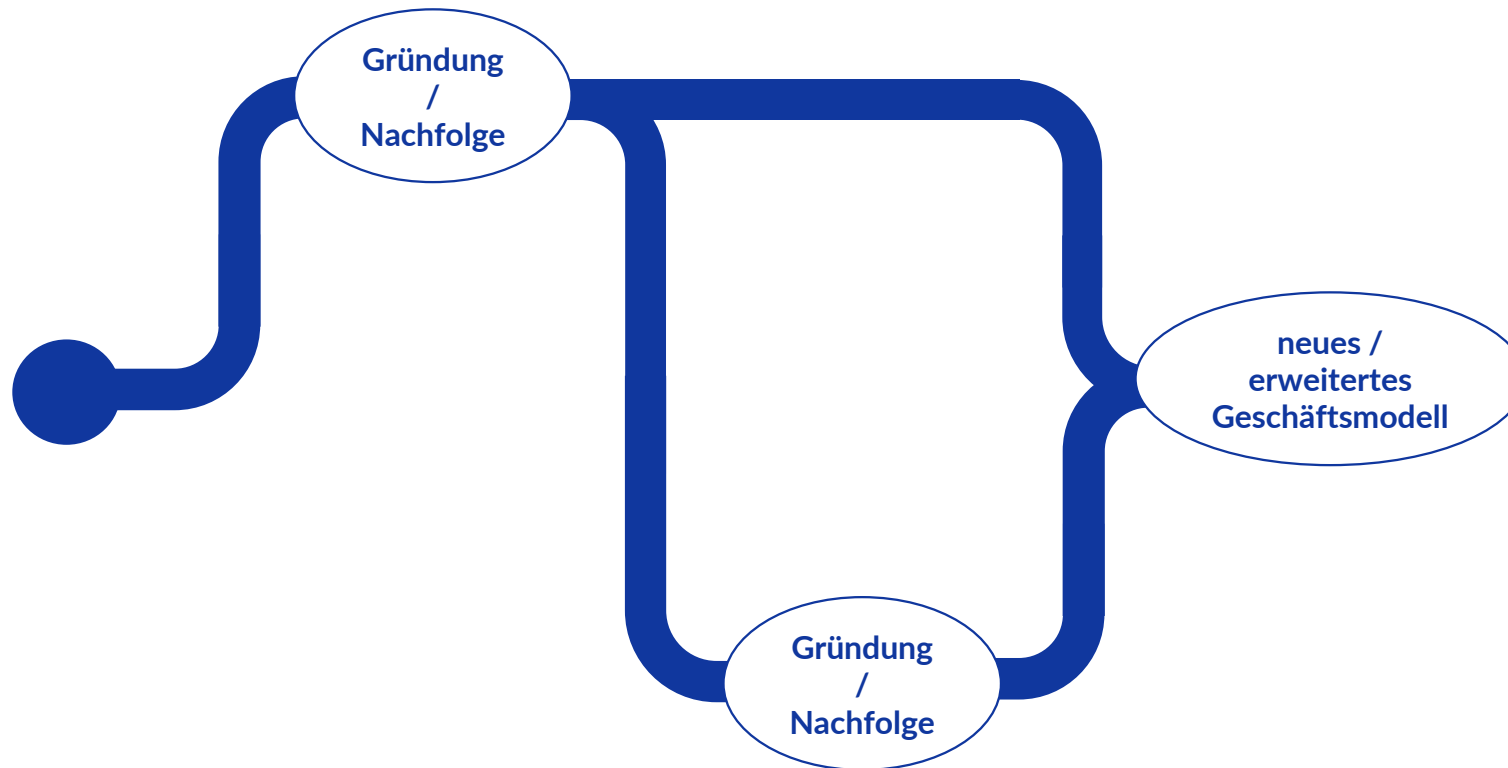 Gründung
/
Nachfolge
neues /
erweitertes
Geschäftsmodell
Gründung
/
Nachfolge